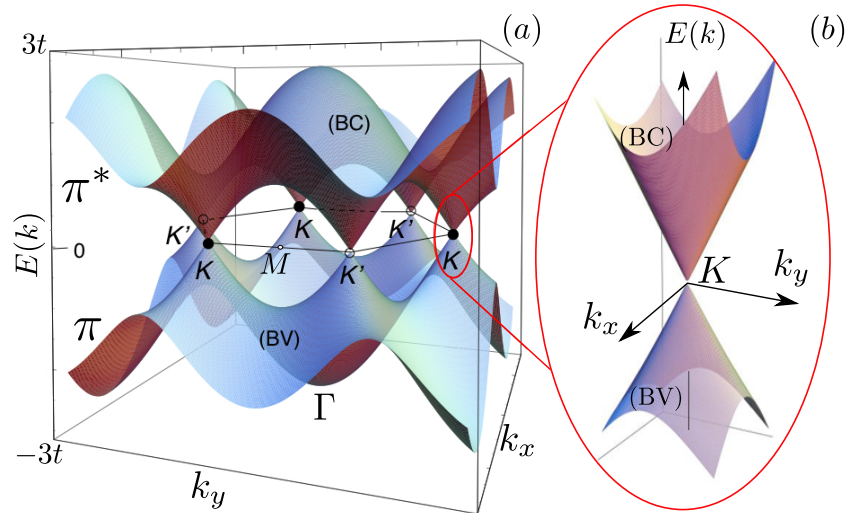 (a)
3t
(BC)
π*
E(k)
0
K'
K
K
K'
M
K'
K
π
(BV)
Γ
−3t
k_y
k_x
(b)
E(k)
(BC)
K
k_y
k_x
(BV)